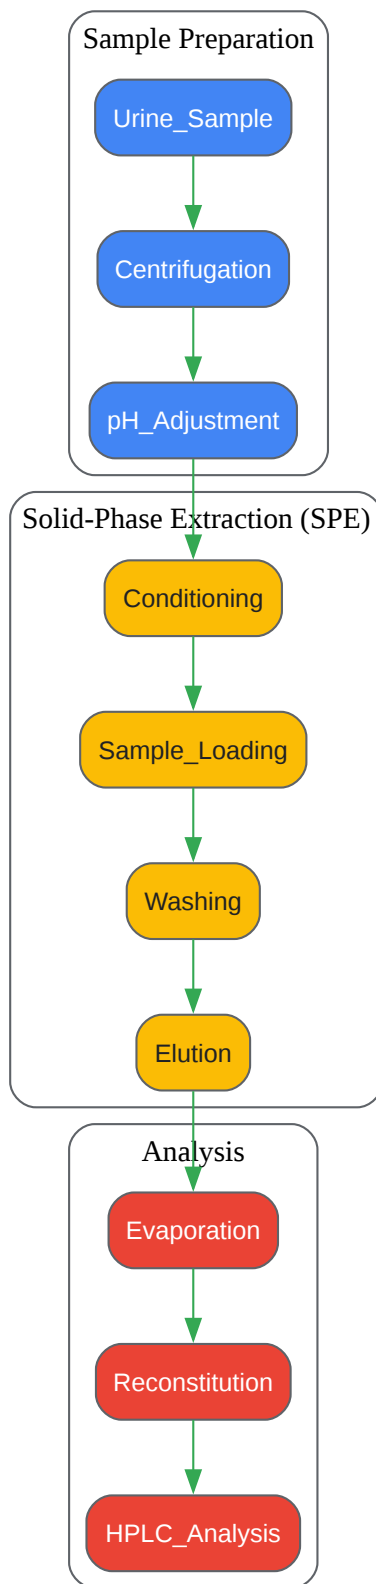 Sample Preparation
Urine_Sample
Centrifugation
pH_Adjustment
Solid-Phase Extraction (SPE)
Conditioning
Sample_Loading
Washing
Elution
Analysis
Evaporation
Reconstitution
HPLC_Analysis